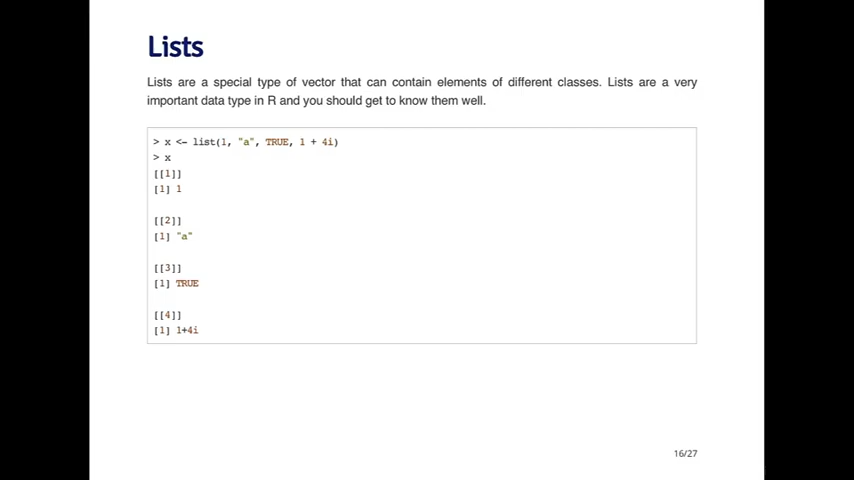 Lists
Lists are a special type of vector that can contain elements of different classes. Lists are a very
important data type in R and you should get to know them well.
> x <- list(1, "a", TRUE, 1 + 4i)
> x
[[1]]
[1] 1
[[2]]
[1] "a"
[[3]]
[1] TRUE
[[4]]
[1] 1+4i
16/27